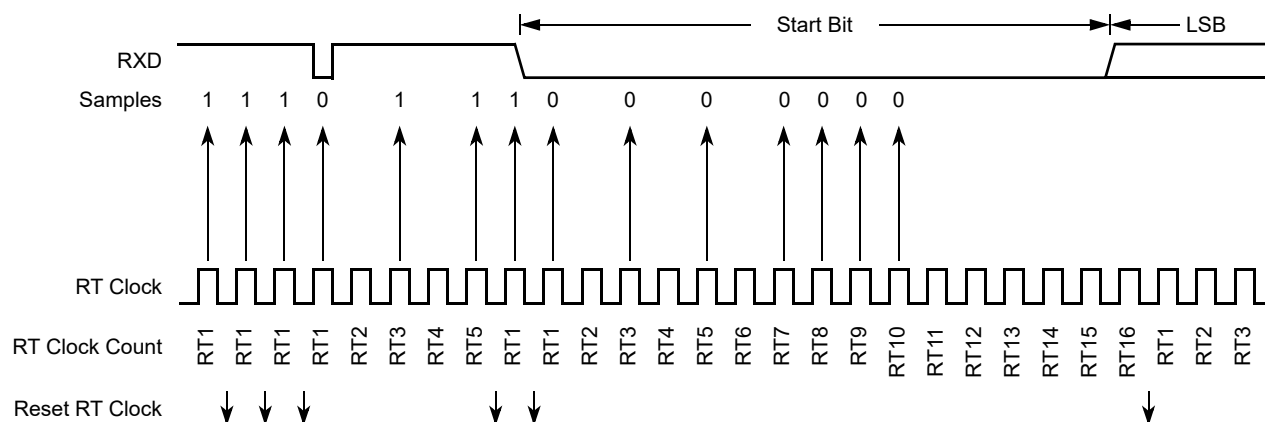 Start Bit
LSB
RXD
Samples 1 1 1 0 1 1 1 0 0 0 0 0 0 0
RT Clock
RT Clock Count RT1 RT1 RT1 RT1 RT2 RT3 RT4 RT5 RT1 RT1 RT2 RT3 RT4 RT5 RT6 RT7 RT8 RT9 RT10 RT11 RT12 RT13 RT14 RT15 RT16 RT1 RT2 RT3
Reset RT Clock